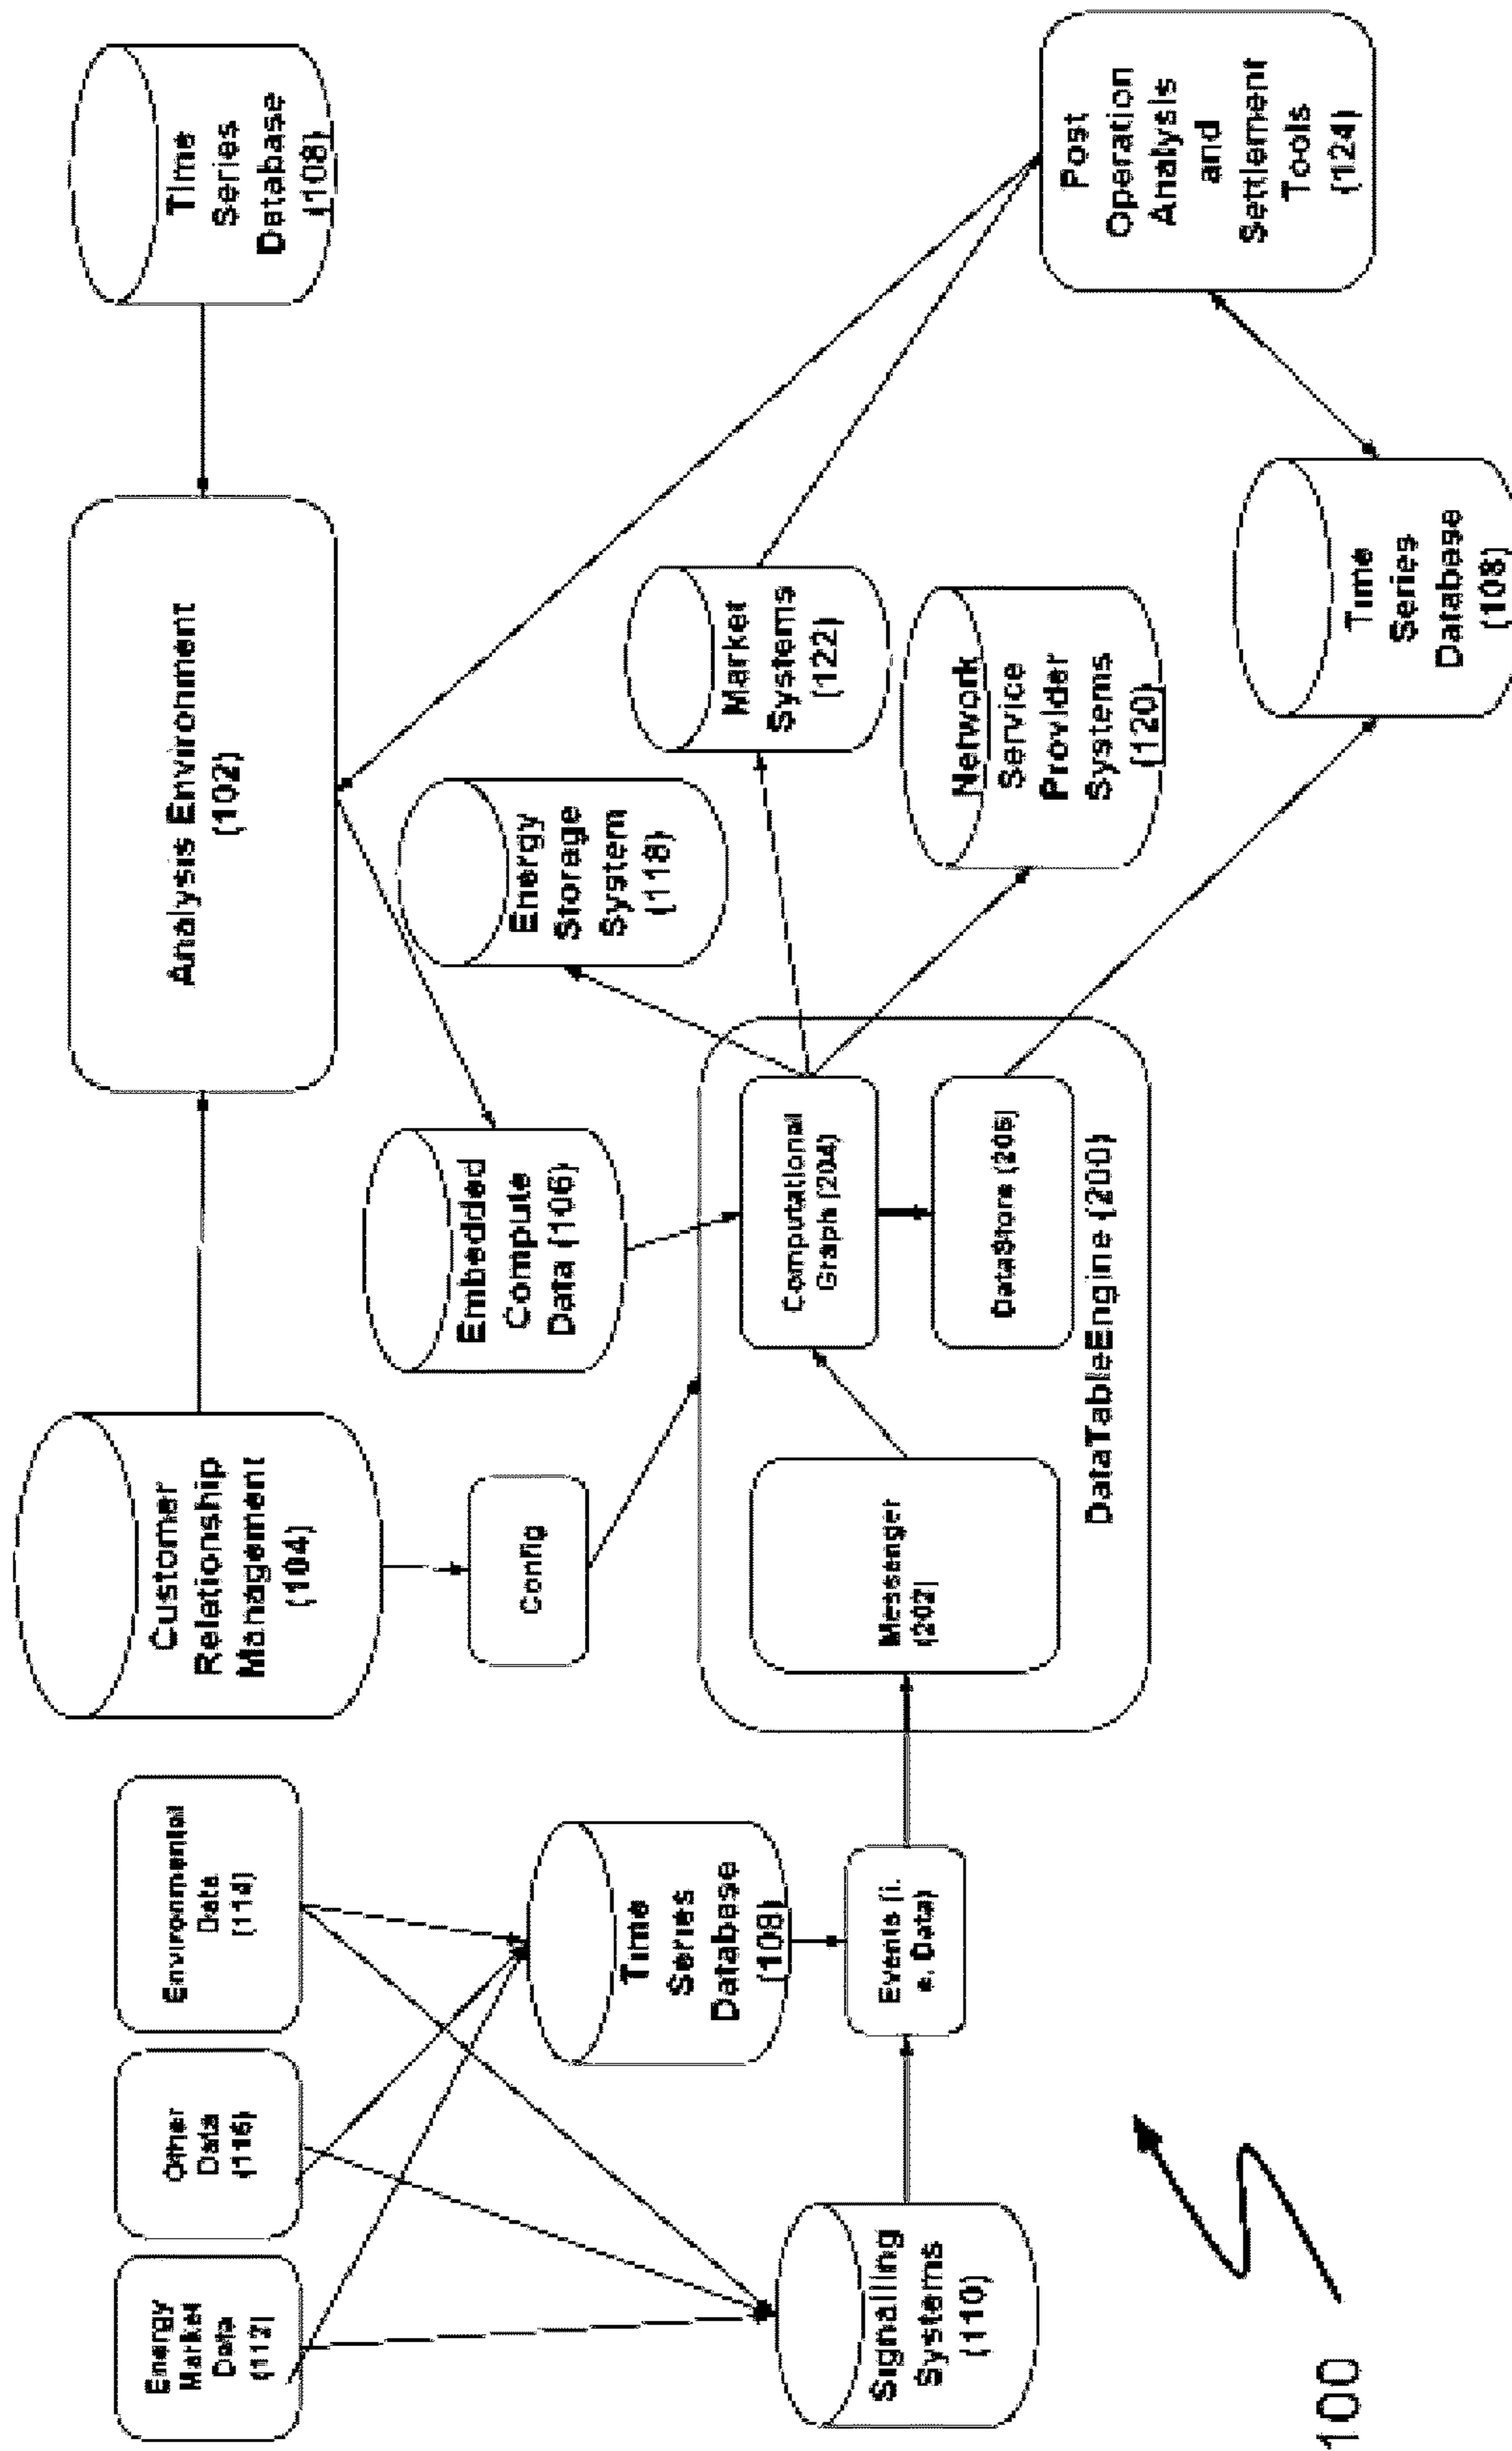 Energy
Market
Data
(112)
Other
Data
(116)
Environmental
Data
(114)
Customer
Relationship
Management
(104)
Analysis Environment
(102)
Time
Series
Database
(108)
Config
Embedded
Compute
Data (106)
Energy
Storage
System
(118)
Time
Series
Database
(108)
Market
Systems
(122)
Signalling
Systems
(110)
Events (i.
e. Data)
Messenger
(202)
Computational
Graph (204)
DataStore (206)
DataTableEngine (200)
Network
Service
Provider
Systems
(120)
Post
Operation
Analysis
and
Settlement
Tools
(124)
Time
Series
Database
(108)
100